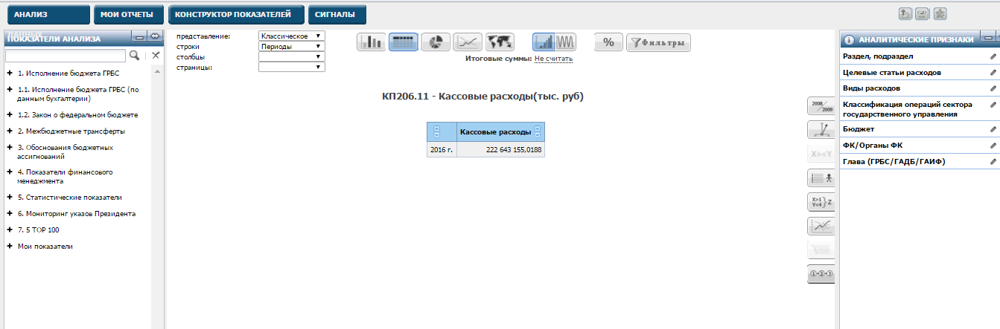 АНАЛИЗ
ДАННЫХ
МОИ ОТЧЕТЫ
КОНСТРУКТОР ПОКАЗАТЕЛЕЙ
СИГНАЛЫ
ПОКАЗАТЕЛИ АНАЛИЗА
1. Исполнение бюджета ГРБС
1.1. Исполнение бюджета ГРБС (по
данным бухгалтерии)
1.2. Закон о федеральном бюджете
2. Межбюджетные трансферты
3. Обоснования бюджетных
ассигнований
4. Показатели финансового
менеджмента
5. Статистические показатели
6. Мониторинг указов Президента
7. 5 TOP 100
Мои показатели
представление: Классическое
строки Периоды
столбцы
страницы:
% Фильтры
Итоговые суммы: Не считать
КП206.11 - Кассовые расходы(тыс. руб)
Кассовые расходы
2016 г. 222 643 155,0188
2008/2009
X><Y
X>1
Y<4 } Z
1-2-3
АНАЛИТИЧЕСКИЕ ПРИЗНАКИ
Раздел, подраздел
Целевые статьи расходов
Виды расходов
Классификация операций сектора
государственного управления
Бюджет
ФК/Органы ФК
Глава (ГРБС/ГАДБ/ГАИФ)